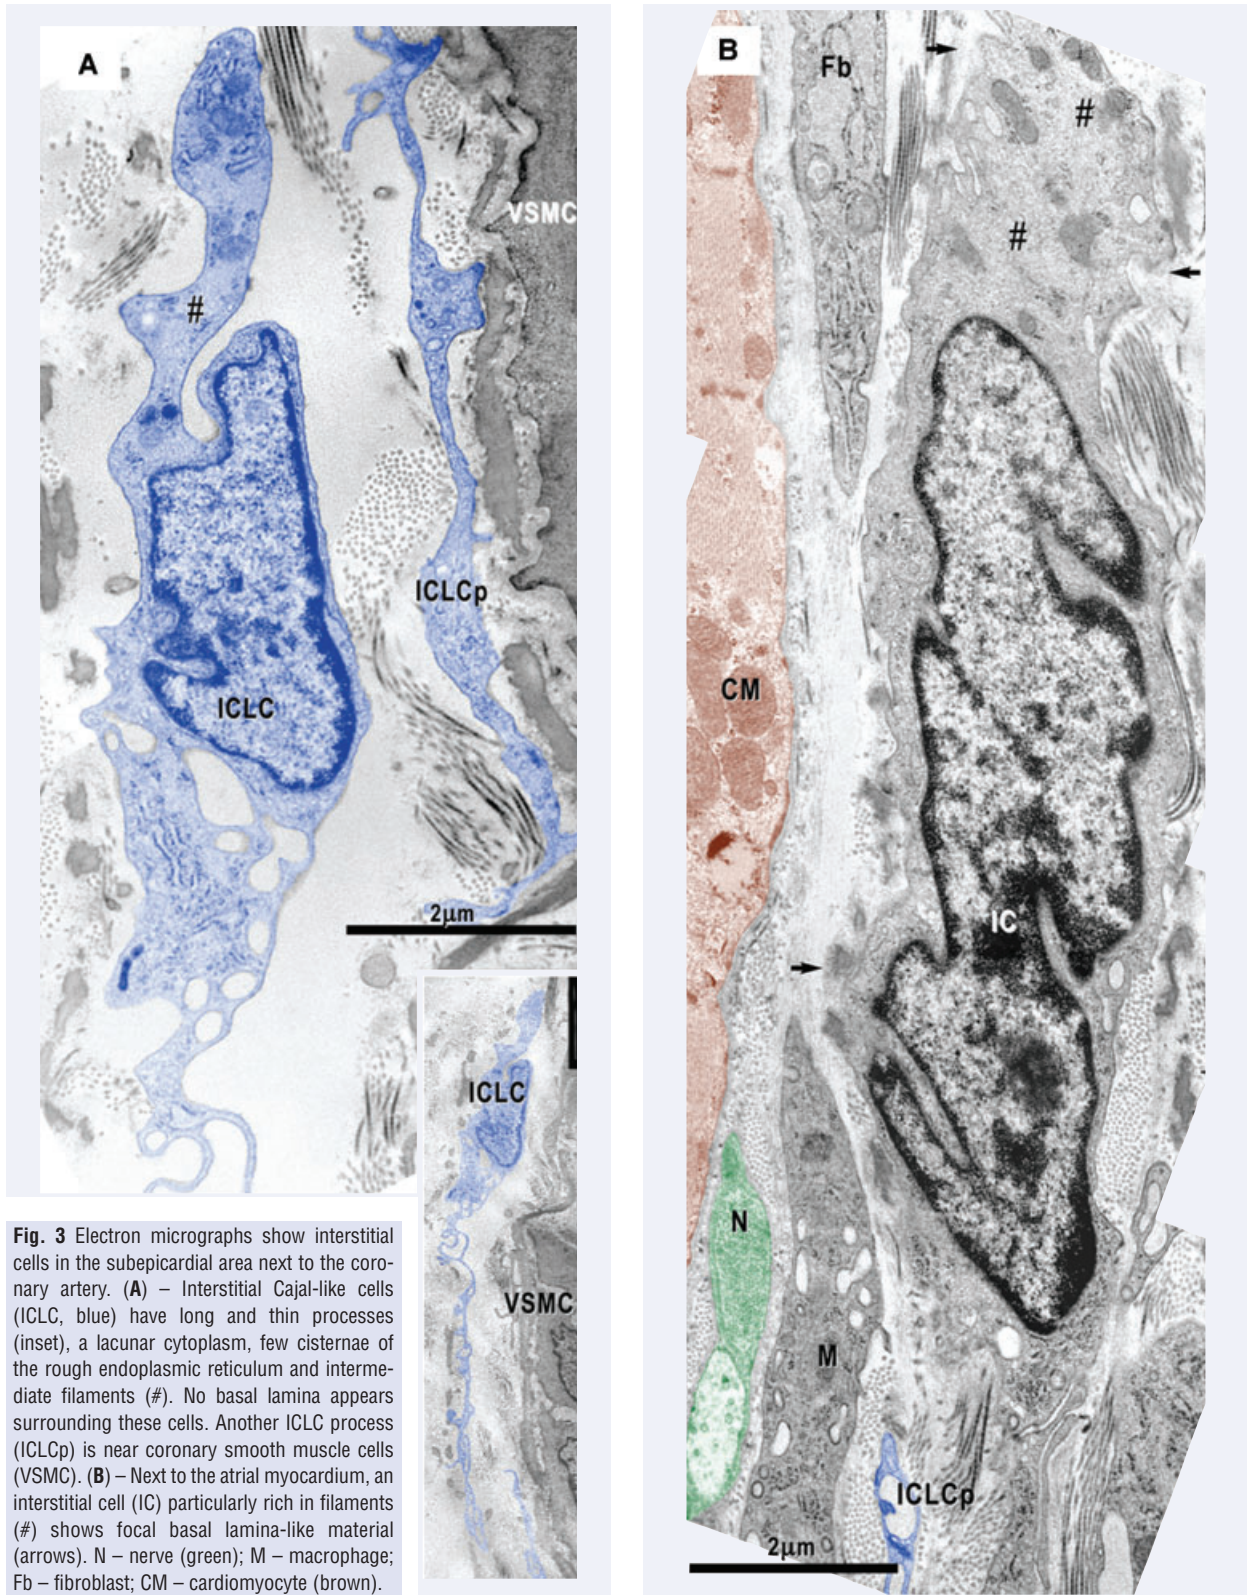 A
#
VSMC
ICLCp
ICLC
2µm
ICLC
VSMC
B
Fb
#
#
CM
IC
N
M
ICLCp
2µm
Fig. 3 Electron micrographs show interstitial
cells in the subepicardial area next to the coro-
nary artery. (A) – Interstitial Cajal-like cells
(ICLC, blue) have long and thin processes
(inset), a lacunar cytoplasm, few cisternae of
the rough endoplasmic reticulum and interme-
diate filaments (#). No basal lamina appears
surrounding these cells. Another ICLC process
(ICLCp) is near coronary smooth muscle cells
(VSMC). (B) – Next to the atrial myocardium, an
interstitial cell (IC) particularly rich in filaments
(#) shows focal basal lamina-like material
(arrows). N – nerve (green); M – macrophage;
Fb – fibroblast; CM – cardiomyocyte (brown).